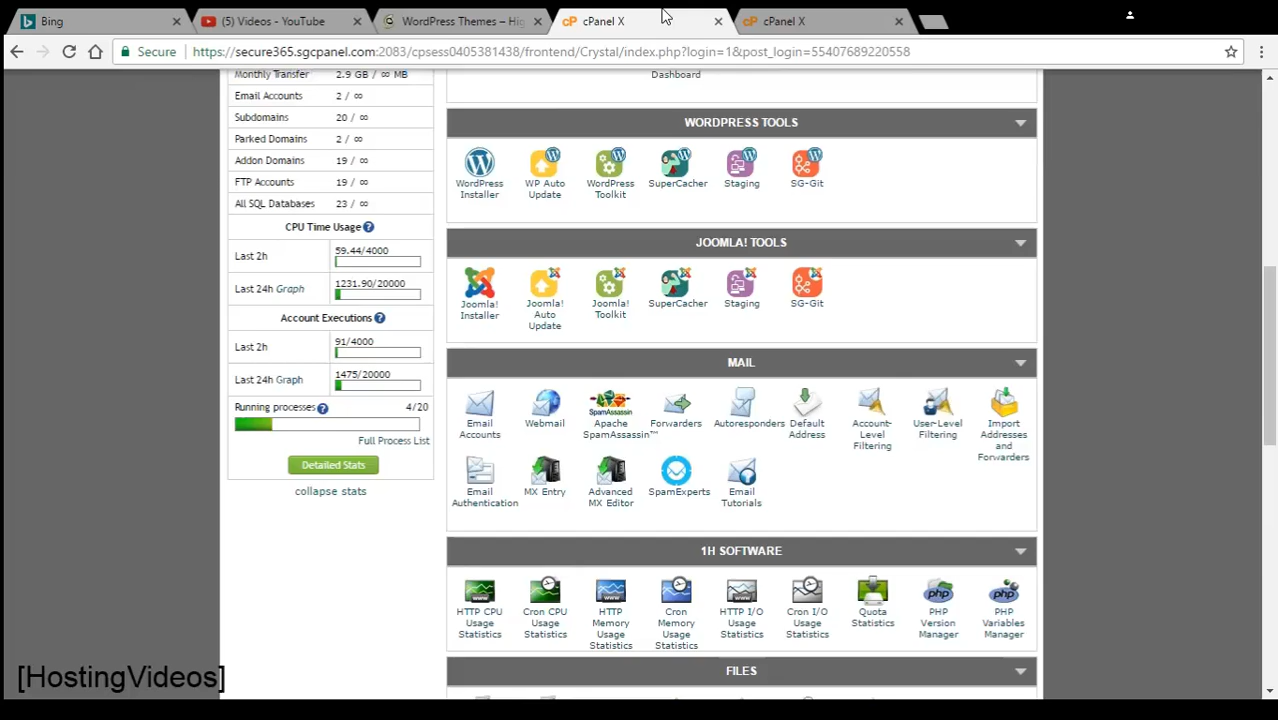 Bing
(5) Videos - YouTube
WordPress Themes – Hig
cPanel X
cPanel X
Secure
https://secure365.sgcpanel.com:2083/cpsess0405381438/frontend/Crystal/index.php?login=1&post_login=55407689220558
Monthly Transfer 2.9 GB / ∞ MB
Email Accounts 2 / ∞
Subdomains 20 / ∞
Parked Domains 2 / ∞
Addon Domains 19 / ∞
FTP Accounts 19 / ∞
All SQL Databases 23 / ∞
CPU Time Usage
Last 2h 59.44/4000
Last 24h Graph 1231.90/20000
Account Executions
Last 2h 91/4000
Last 24h Graph 1475/20000
Running processes 4/20
Full Process List
Detailed Stats
collapse stats
Dashboard
WORDPRESS TOOLS
WordPress Installer
WP Auto Update
WordPress Toolkit
SuperCacher
Staging
SG-Git
JOOMLA! TOOLS
Joomla! Installer
Joomla! Auto Update
Joomla! Toolkit
SuperCacher
Staging
SG-Git
MAIL
Email Accounts
Webmail
SpamAssassin
Apache SpamAssassin™
Forwarders
Autoresponders
Default Address
Account-Level Filtering
User-Level Filtering
Import Addresses and Forwarders
Email Authentication
MX Entry
Advanced MX Editor
SpamExperts
Email Tutorials
1H SOFTWARE
HTTP CPU Usage Statistics
Cron CPU Usage Statistics
HTTP Memory Usage Statistics
Cron Memory Usage Statistics
HTTP I/O Usage Statistics
Cron I/O Usage Statistics
Quota Statistics
PHP Version Manager
PHP Variables Manager
FILES
[HostingVideos]